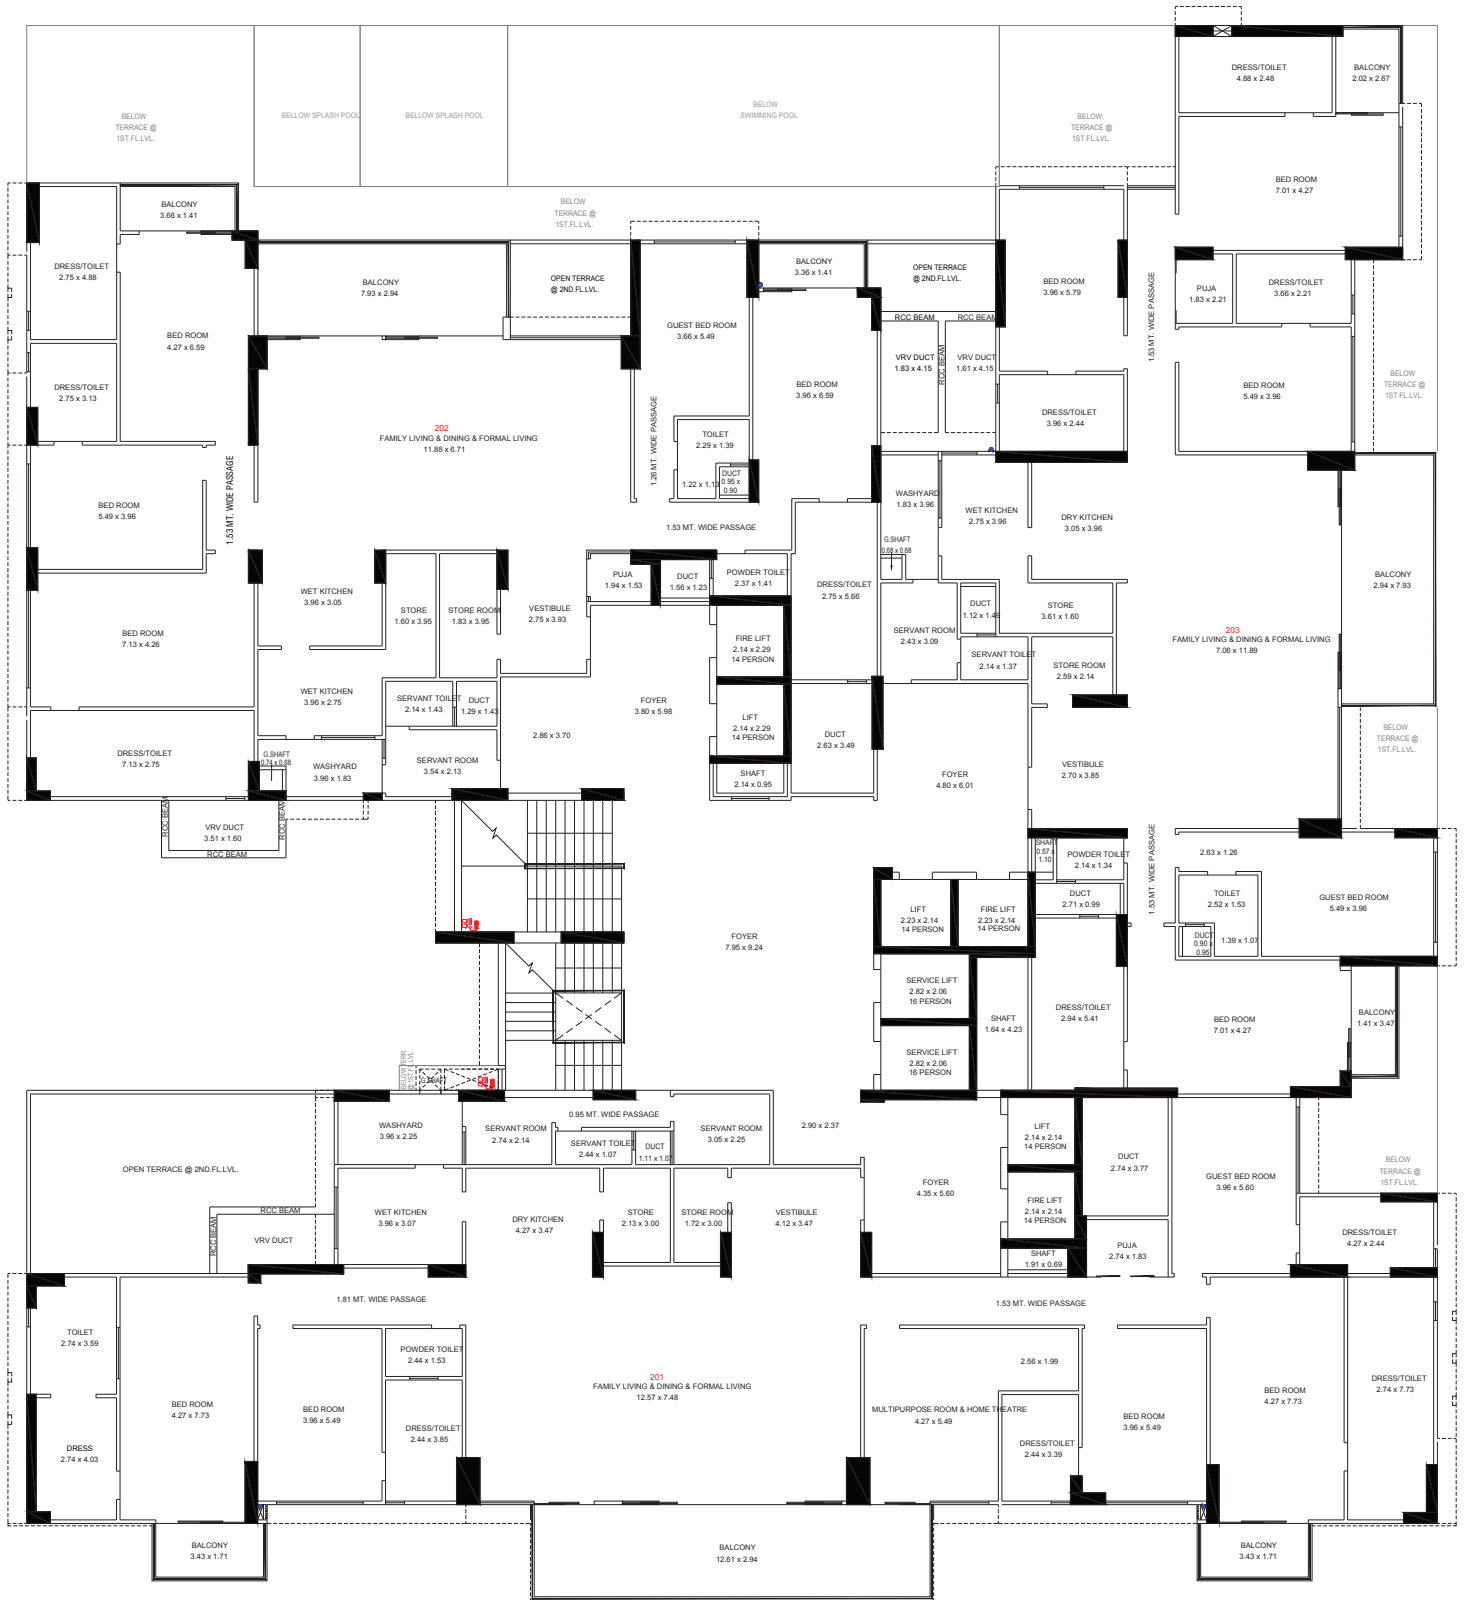 DRESS/TOILET
4.88 x 2.48
BALCONY
2.02 x 2.67
BELOW
TERRACE @
1ST.FL.LVL.
BELLOW SPLASH POOL
BELLOW SPLASH POOL
BELOW
SWIMMING POOL
BELOW
TERRACE @
1ST.FL.LVL.
BED ROOM
7.01 x 4.27
BALCONY
3.66 x 1.41
BELOW
TERRACE @
1ST.FL.LVL.
DRESS/TOILET
2.75 x 4.88
BALCONY
7.93 x 2.94
OPEN TERRACE
@ 2ND.FL.LVL.
BALCONY
3.36 x 1.41
OPEN TERRACE
@ 2ND.FL.LVL.
BED ROOM
3.96 x 5.79
1.53 MT. WIDE PASSAGE
PUJA
1.83 x 2.21
DRESS/TOILET
3.66 x 2.21
BED ROOM
4.27 x 6.59
GUEST BED ROOM
3.66 x 5.49
RCC BEAM
RCC BEAM
RCC BEAM
VRV DUCT
1.83 x 4.15
VRV DUCT
1.61 x 4.15
DRESS/TOILET
2.75 x 3.13
BED ROOM
3.96 x 6.59
BED ROOM
5.49 x 3.96
BELOW
TERRACE @
1ST.FL.LVL.
202
FAMILY LIVING & DINING & FORMAL LIVING
11.88 x 6.71
1.26 MT. WIDE PASSAGE
TOILET
2.29 x 1.39
1.22 x 1.13
DUCT
0.95 x
0.90
DRESS/TOILET
3.96 x 2.44
BED ROOM
5.49 x 3.96
1.53 MT. WIDE PASSAGE
1.53 MT. WIDE PASSAGE
WASHYARD
1.83 x 3.96
WET KITCHEN
2.75 x 3.96
DRY KITCHEN
3.05 x 3.96
G.SHAFT
0.68 x 0.68
BALCONY
2.94 x 7.93
PUJA
1.94 x 1.53
DUCT
1.56 x 1.23
POWDER TOILET
2.37 x 1.41
DRESS/TOILET
2.75 x 5.66
WET KITCHEN
3.96 x 3.05
STORE
1.60 x 3.95
STORE ROOM
1.83 x 3.95
VESTIBULE
2.75 x 3.93
DUCT
1.12 x 1.49
STORE
3.61 x 1.60
BED ROOM
7.13 x 4.26
FIRE LIFT
2.14 x 2.29
14 PERSON
SERVANT ROOM
2.43 x 3.09
SERVANT TOILET
2.14 x 1.37
STORE ROOM
2.59 x 2.14
203
FAMILY LIVING & DINING & FORMAL LIVING
7.06 x 11.89
WET KITCHEN
3.96 x 2.75
SERVANT TOILET
2.14 x 1.43
DUCT
1.29 x 1.43
FOYER
3.80 x 5.98
LIFT
2.14 x 2.29
14 PERSON
2.86 x 3.70
DUCT
2.63 x 3.49
BELOW
TERRACE @
1ST.FL.LVL.
DRESS/TOILET
7.13 x 2.75
G.SHAFT
0.74 x 0.68
WASHYARD
3.96 x 1.83
SERVANT ROOM
3.54 x 2.13
SHAFT
2.14 x 0.95
FOYER
4.80 x 6.01
VESTIBULE
2.70 x 3.85
RCC BEAM
VRV DUCT
3.51 x 1.60
RCC BEAM
RCC BEAM
1.53 MT. WIDE PASSAGE
SHAFT
0.57 x
1.10
POWDER TOILET
2.14 x 1.34
2.63 x 1.26
DUCT
2.71 x 0.99
TOILET
2.52 x 1.53
GUEST BED ROOM
5.49 x 3.96
LIFT
2.23 x 2.14
14 PERSON
FIRE LIFT
2.23 x 2.14
14 PERSON
FOYER
7.95 x 9.24
DUCT
0.90 x
0.95
1.39 x 1.07
SERVICE LIFT
2.82 x 2.06
16 PERSON
SHAFT
1.64 x 4.23
DRESS/TOILET
2.94 x 5.41
BED ROOM
7.01 x 4.27
BALCONY
1.41 x 3.47
SERVICE LIFT
2.82 x 2.06
16 PERSON
BELOW TERR.
@1ST.FL.LVL.
G.SHAFT
WASHYARD
3.96 x 2.25
SERVANT ROOM
2.74 x 2.14
0.95 MT. WIDE PASSAGE
SERVANT TOILET
2.44 x 1.07
DUCT
1.11 x 1.07
SERVANT ROOM
3.05 x 2.25
2.90 x 2.37
LIFT
2.14 x 2.14
14 PERSON
DUCT
2.74 x 3.77
OPEN TERRACE @ 2ND.FL.LVL.
GUEST BED ROOM
3.96 x 5.60
BELOW
TERRACE @
1ST.FL.LVL.
FOYER
4.35 x 5.60
FIRE LIFT
2.14 x 2.14
14 PERSON
RCC BEAM
RCC BEAM
VRV DUCT
WET KITCHEN
3.96 x 3.07
DRY KITCHEN
4.27 x 3.47
STORE
2.13 x 3.00
STORE ROOM
1.72 x 3.00
VESTIBULE
4.12 x 3.47
SHAFT
1.91 x 0.69
PUJA
2.74 x 1.83
DRESS/TOILET
4.27 x 2.44
1.81 MT. WIDE PASSAGE
1.53 MT. WIDE PASSAGE
TOILET
2.74 x 3.59
POWDER TOILET
2.44 x 1.53
2.56 x 1.99
201
FAMILY LIVING & DINING & FORMAL LIVING
12.57 x 7.48
BED ROOM
4.27 x 7.73
BED ROOM
3.96 x 5.49
MULTIPURPOSE ROOM & HOME THEATRE
4.27 x 5.49
BED ROOM
3.96 x 5.49
BED ROOM
4.27 x 7.73
DRESS/TOILET
2.74 x 7.73
DRESS
2.74 x 4.03
DRESS/TOILET
2.44 x 3.85
DRESS/TOILET
2.44 x 3.39
BALCONY
3.43 x 1.71
BALCONY
12.61 x 2.94
BALCONY
3.43 x 1.71